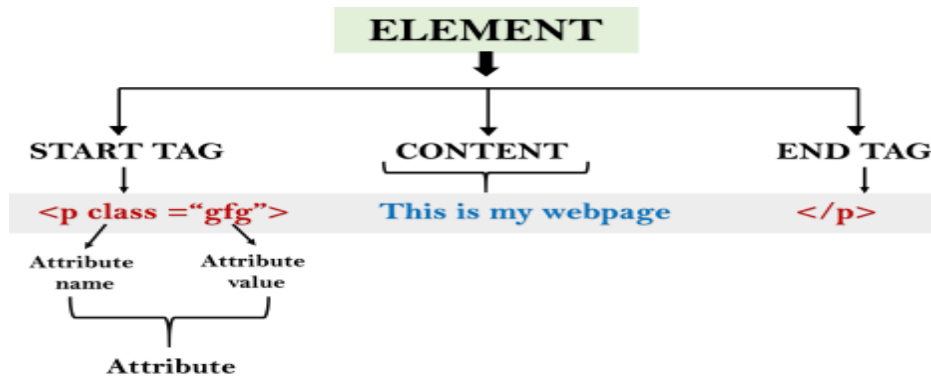 ELEMENT
START TAG
CONTENT
END TAG
<p class =“gfg”>
This is my webpage
</p>
Attribute
name
Attribute
value
Attribute